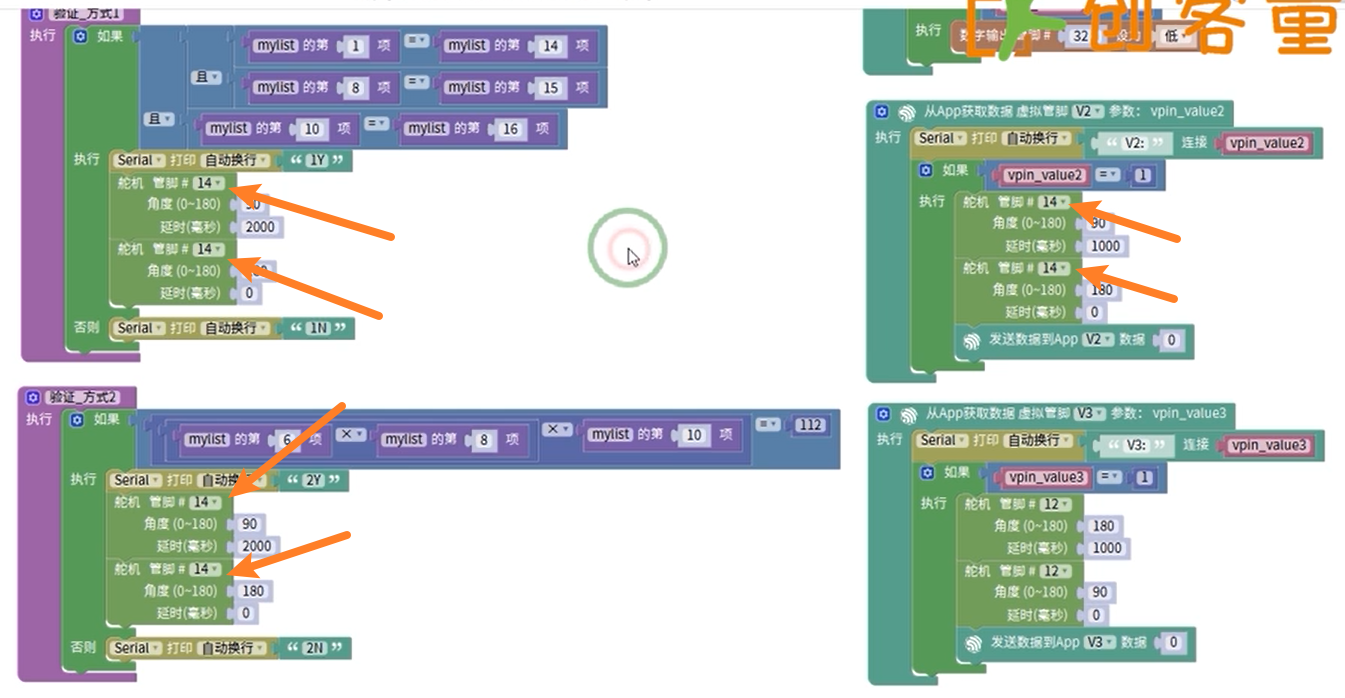 验证_方式1
执行 如果 mylist 的第 1 项 = mylist 的第 14 项
且
mylist 的第 8 项 = mylist 的第 15 项
且
mylist 的第 10 项 = mylist 的第 16 项
执行 Serial 打印 自动换行 “ 1Y ”
舵机 管脚 # 14
角度 (0~180)
延时(毫秒) 2000
舵机 管脚 # 14
角度 (0~180)
延时(毫秒) 0
否则 Serial 打印 自动换行 “ 1N ”
验证_方式2
执行 如果 mylist 的第 6 项 × mylist 的第 8 项 × mylist 的第 10 项 = 112
执行 Serial 打印 自动换行 “ 2Y ”
舵机 管脚 # 14
角度 (0~180) 90
延时(毫秒) 2000
舵机 管脚 # 14
角度 (0~180) 180
延时(毫秒) 0
否则 Serial 打印 自动换行 “ 2N ”
执行 数字输出 管脚 # 32 设为 低
创客童
从App获取数据 虚拟管脚 V2 参数: vpin_value2
执行 Serial 打印 自动换行 “ V2: ” 连接 vpin_value2
如果 vpin_value2 = 1
执行 舵机 管脚 # 14
角度 (0~180) 90
延时(毫秒) 1000
舵机 管脚 # 14
角度 (0~180) 180
延时(毫秒) 0
发送数据到App V2 数据 0
从App获取数据 虚拟管脚 V3 参数: vpin_value3
执行 Serial 打印 自动换行 “ V3: ” 连接 vpin_value3
如果 vpin_value3 = 1
执行 舵机 管脚 # 12
角度 (0~180) 180
延时(毫秒) 1000
舵机 管脚 # 12
角度 (0~180) 90
延时(毫秒) 0
发送数据到App V3 数据 0